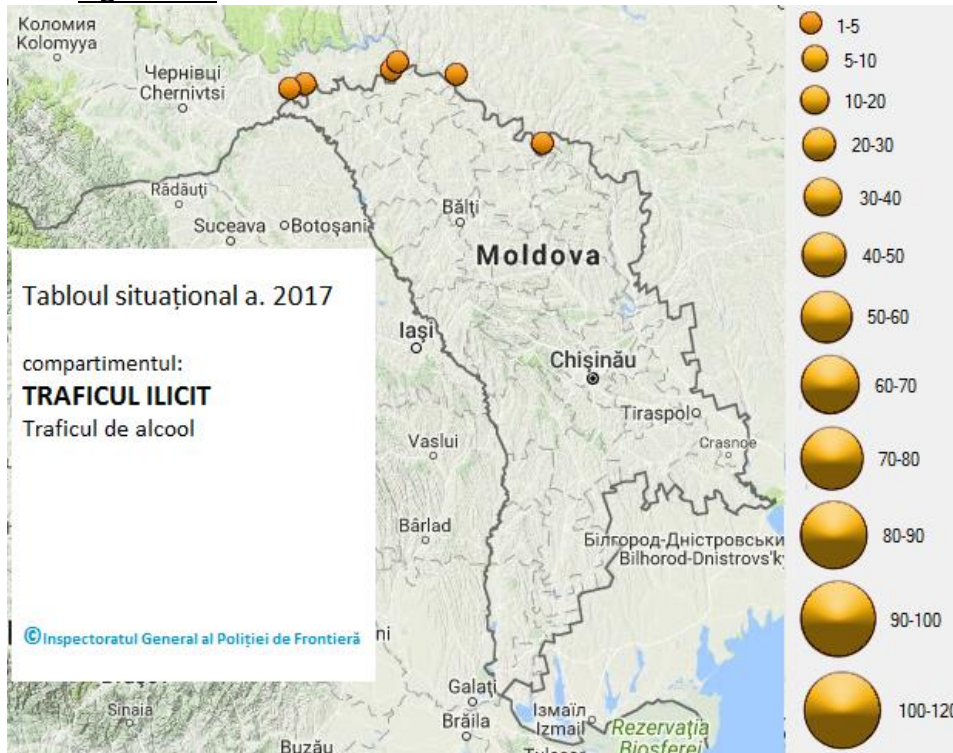 Коломия
Kolomyya
Чернівці
Chernivtsi
Rădăuți
Suceava
Botoșani
Bălți
Moldova
Iași
Chișinău
Tiraspol
Crasnoe
Vaslui
Bârlad
Білгород-Дністровськи
Bilhorod-Dnistrovs'k
ni
Galați
Brăila
Ізмаїл
Izmail
Rezervația
Sinaia
Buzău
Tabloul situațional a. 2017
compartimentul:
TRAFICUL ILICIT
Traficul de alcool
©Inspectoratul General al Poliției de Frontieră
1-5
5-10
10-20
20-30
30-40
40-50
50-60
60-70
70-80
80-90
90-100
100-120